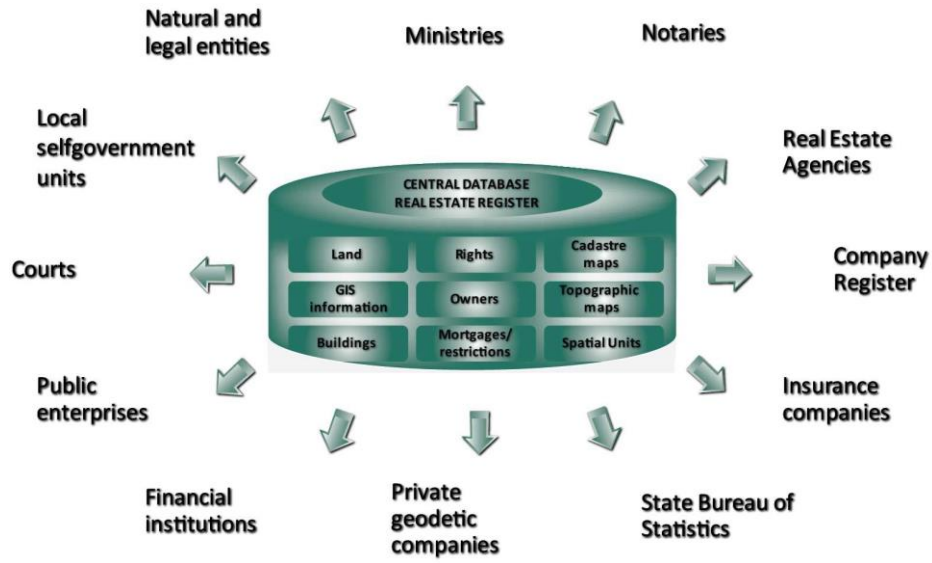 Natural and
legal entities
Ministries
Notaries
Local
selfgovernment
units
Real Estate
Agencies
CENTRAL DATABASE
REAL ESTATE REGISTER
Land
Rights
Cadastre
maps
Courts
Company
Register
GIS
information
Owners
Topographic
maps
Buildings
Mortgages/
restrictions
Spatial Units
Public
enterprises
Insurance
companies
Financial
institutions
Private
geodetic
companies
State Bureau of
Statistics